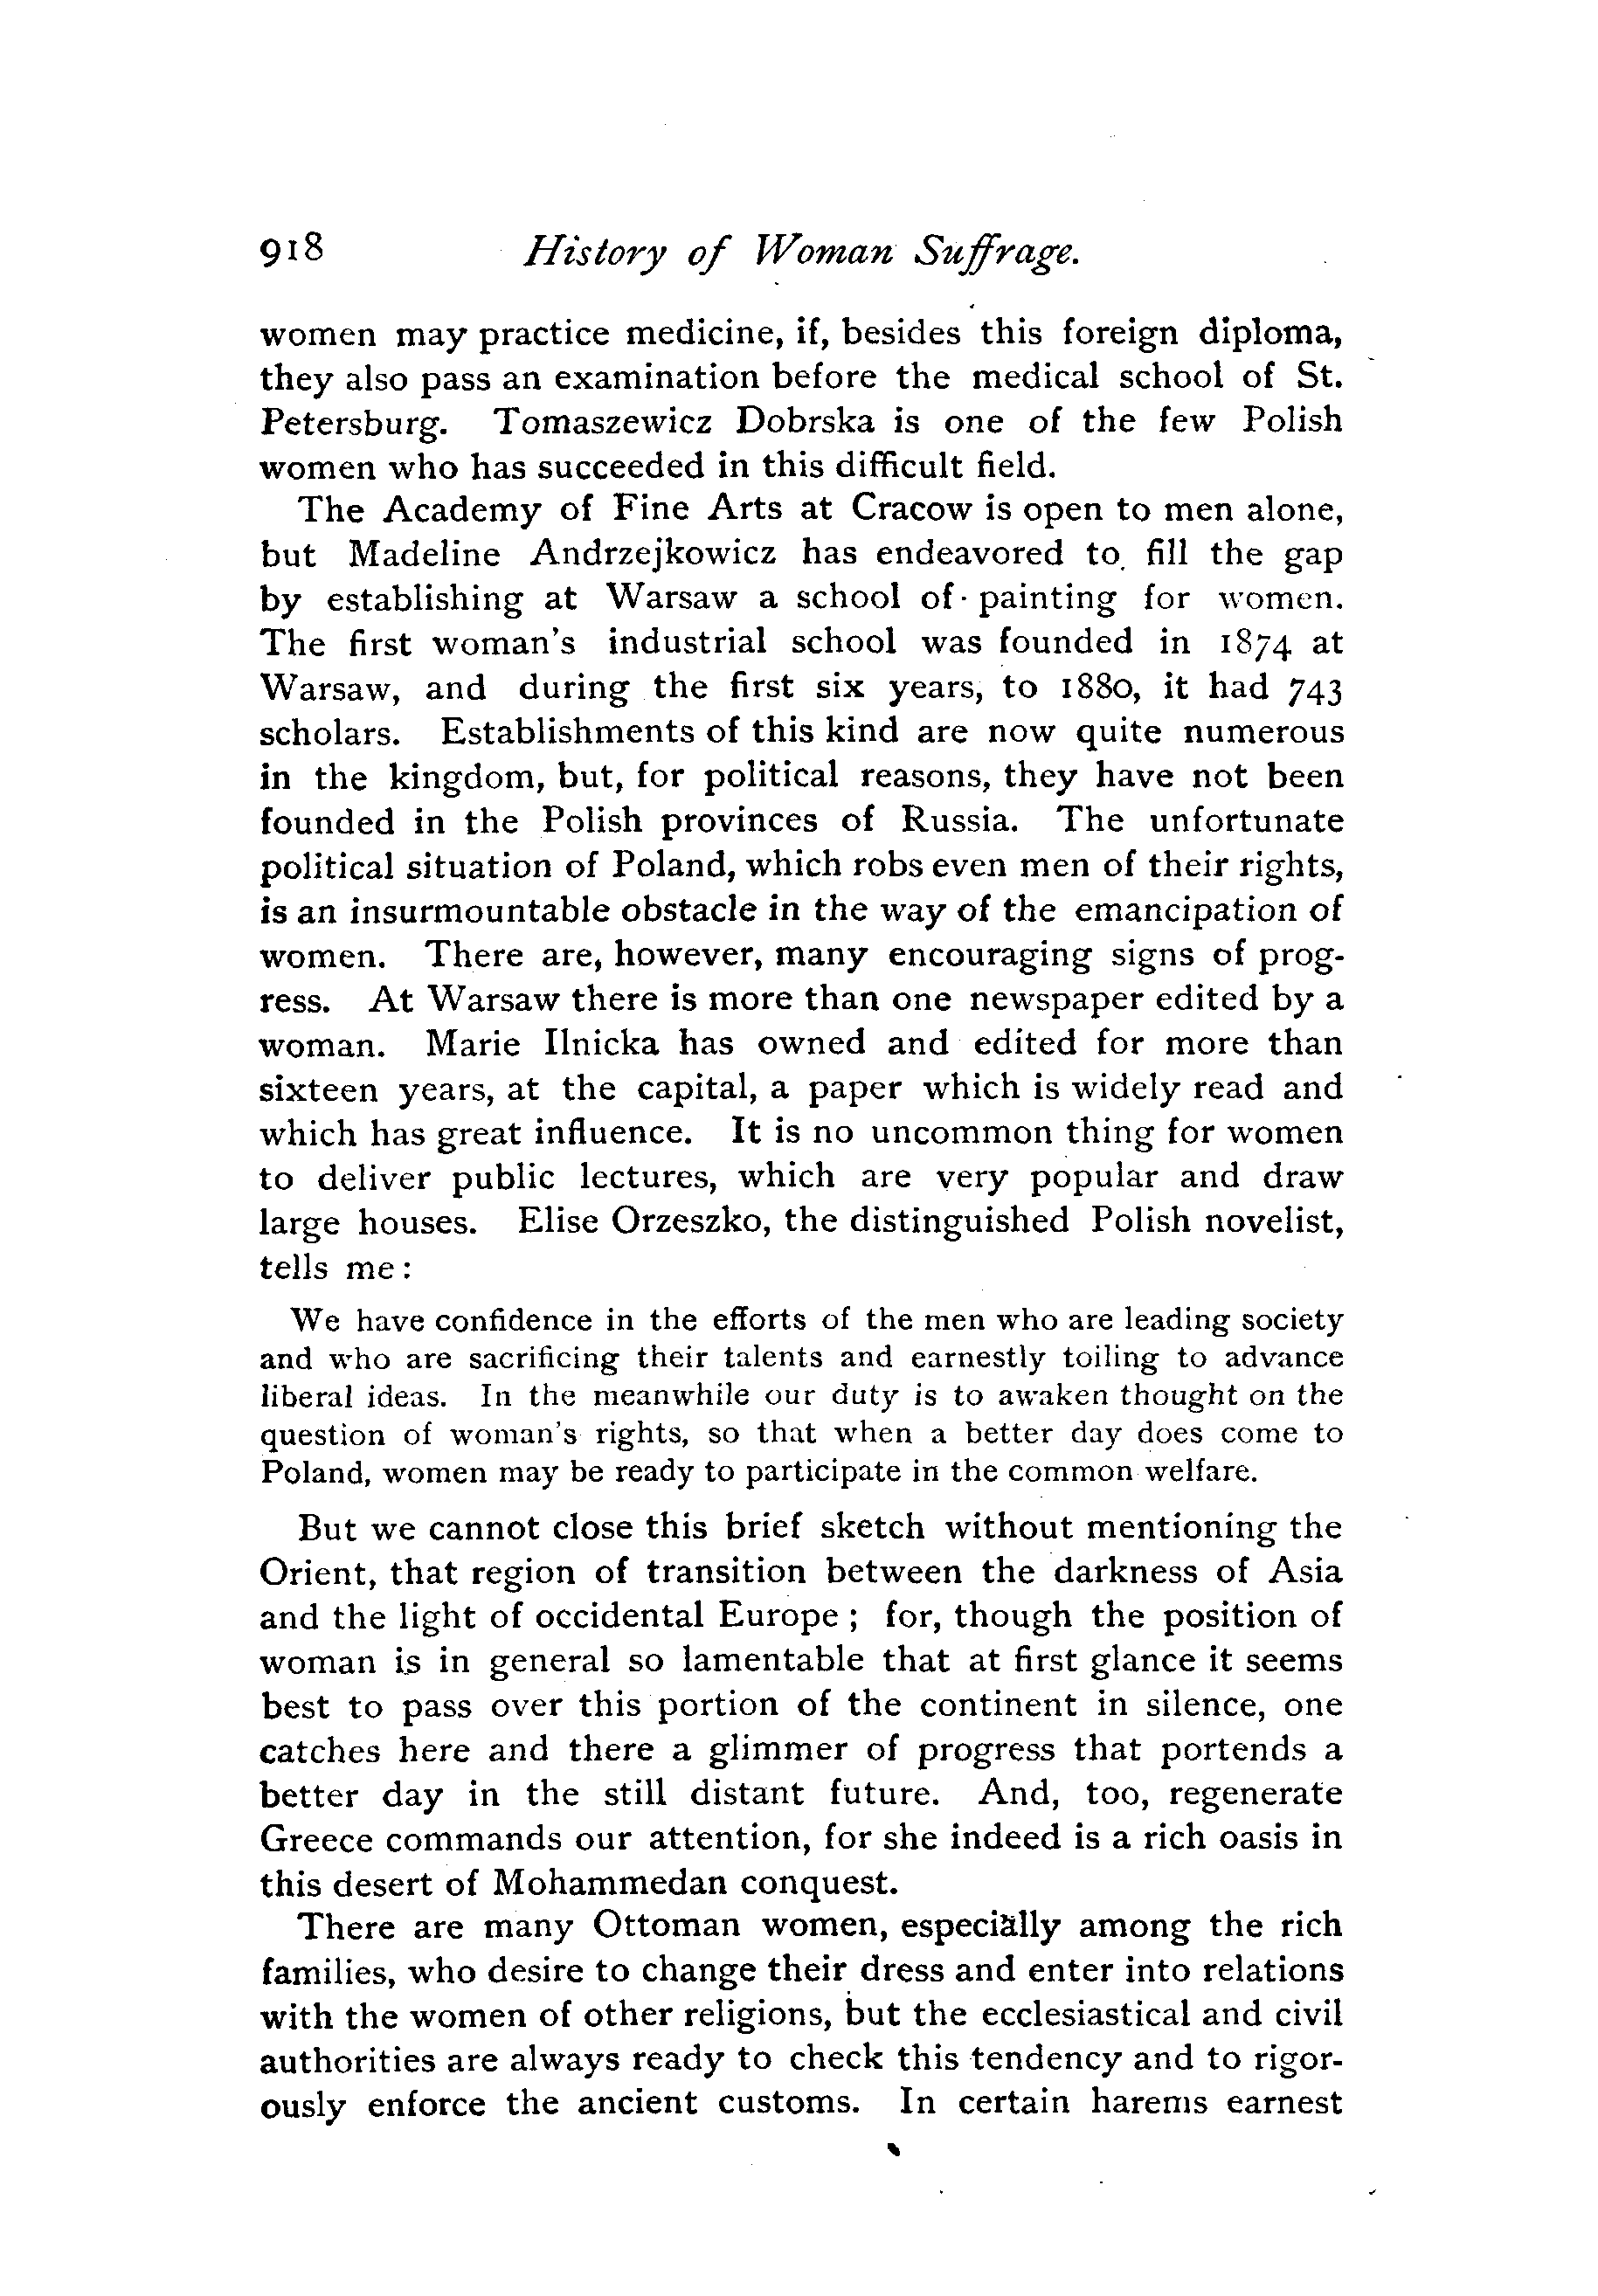 918 History of Woman Suffrage.
women may practice medicine, if, besides this foreign diploma,
they also pass an examination before the medical school of St.
Petersburg. Tomaszewicz Dobrska is one of the few Polish
women who has succeeded in this difficult field.
The Academy of Fine Arts at Cracow is open to men alone,
but Madeline Andrzejkowicz has endeavored to fill the gap
by establishing at Warsaw a school of painting for women.
The first woman's industrial school was founded in 1874 at
Warsaw, and during the first six years, to 1880, it had 743
scholars. Establishments of this kind are now quite numerous
in the kingdom, but, for political reasons, they have not been
founded in the Polish provinces of Russia. The unfortunate
political situation of Poland, which robs even men of their rights,
is an insurmountable obstacle in the way of the emancipation of
women. There are, however, many encouraging signs of prog-
ress. At Warsaw there is more than one newspaper edited by a
woman. Marie Ilnicka has owned and edited for more than
sixteen years, at the capital, a paper which is widely read and
which has great influence. It is no uncommon thing for women
to deliver public lectures, which are very popular and draw
large houses. Elise Orzeszko, the distinguished Polish novelist,
tells me:
We have confidence in the efforts of the men who are leading society
and who are sacrificing their talents and earnestly toiling to advance
liberal ideas. In the meanwhile our duty is to awaken thought on the
question of woman's rights, so that when a better day does come to
Poland, women may be ready to participate in the common welfare.
But we cannot close this brief sketch without mentioning the
Orient, that region of transition between the darkness of Asia
and the light of occidental Europe; for, though the position of
woman is in general so lamentable that at first glance it seems
best to pass over this portion of the continent in silence, one
catches here and there a glimmer of progress that portends a
better day in the still distant future. And, too, regenerate
Greece commands our attention, for she indeed is a rich oasis in
this desert of Mohammedan conquest.
There are many Ottoman women, especially among the rich
families, who desire to change their dress and enter into relations
with the women of other religions, but the ecclesiastical and civil
authorities are always ready to check this tendency and to rigor-
ously enforce the ancient customs. In certain harems earnest